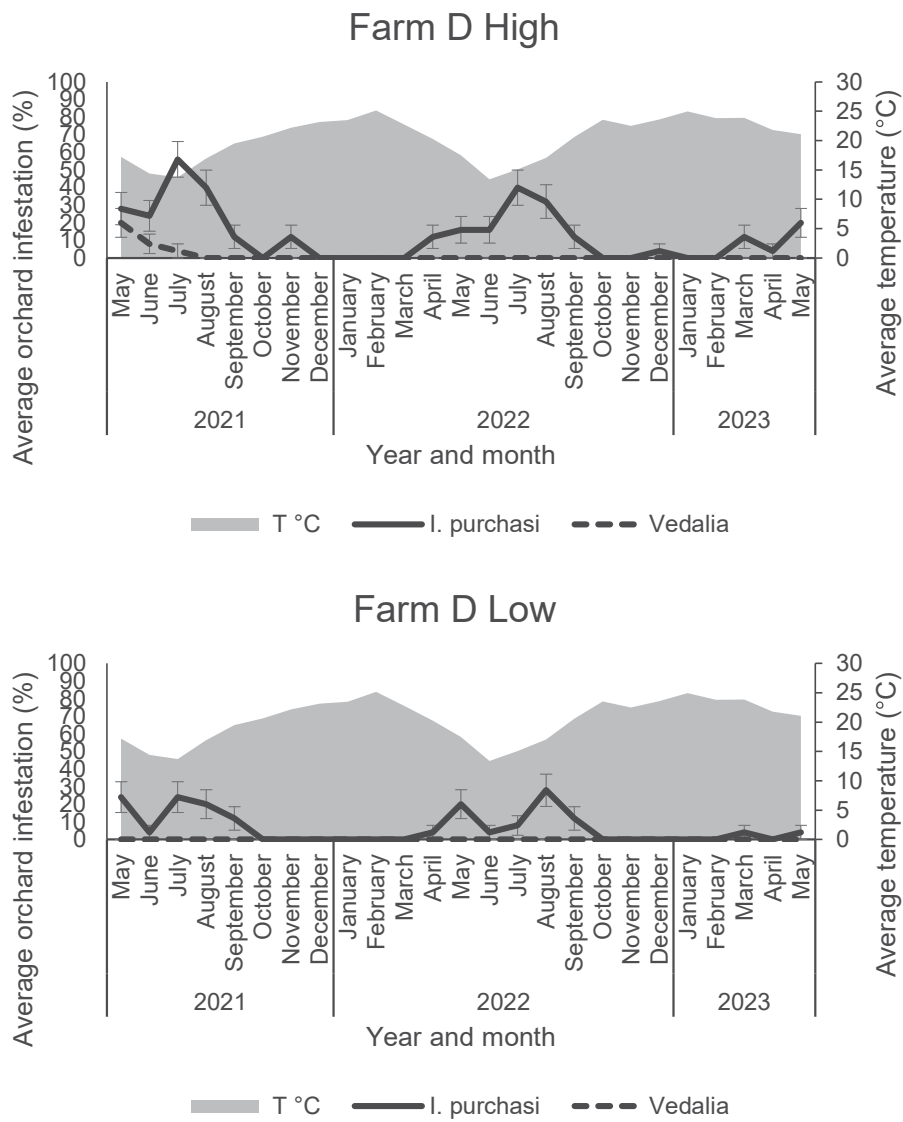 Farm D High
Average orchard infestation (%)
100
90
80
70
60
50
40
30
20
10
0
30
25
20
15
10
5
0
Average temperature (°C)
May
June
July
August
September
October
November
December
January
February
March
April
May
June
July
August
September
October
November
December
January
February
March
April
May
2021
2022
2023
Year and month
T °C
I. purchasi
Vedalia
Farm D Low
Average orchard infestation (%)
100
90
80
70
60
50
40
30
20
10
0
30
25
20
15
10
5
0
Average temperature (°C)
May
June
July
August
September
October
November
December
January
February
March
April
May
June
July
August
September
October
November
December
January
February
March
April
May
2021
2022
2023
Year and month
T °C
I. purchasi
Vedalia